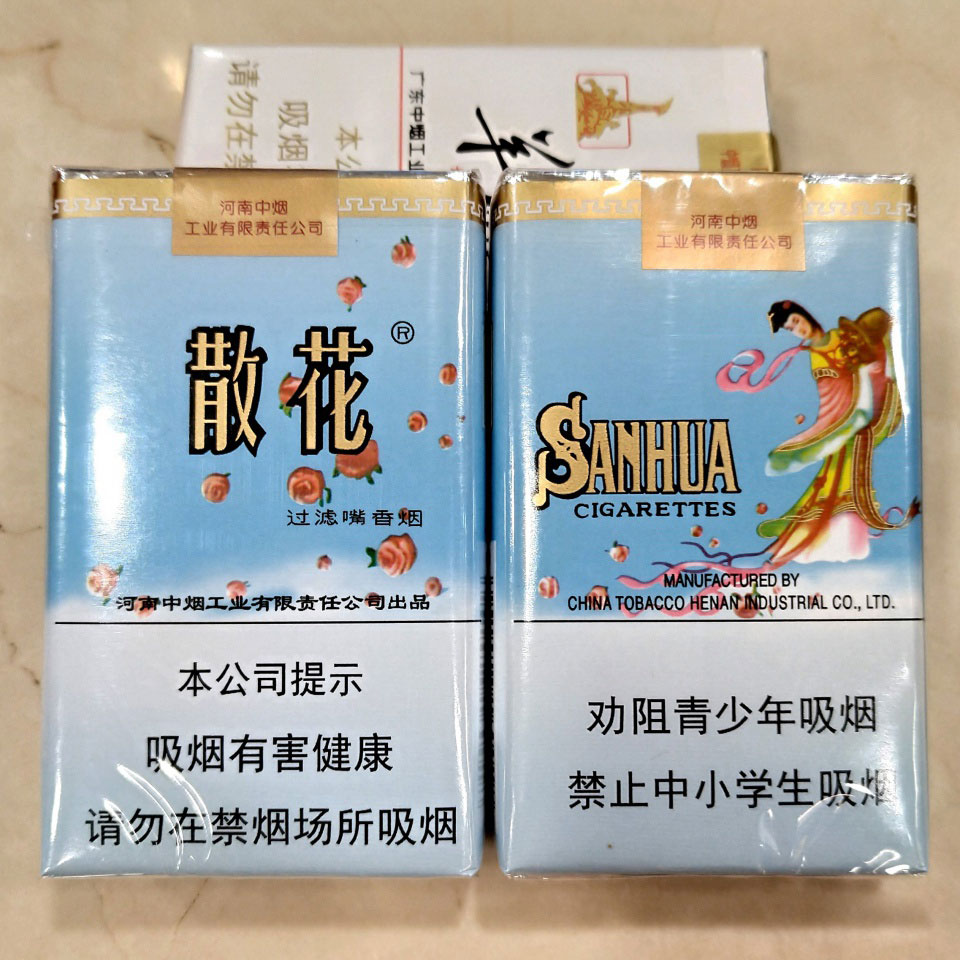 请勿在禁
吸烟
本公
广东中烟工业
羊
河南中烟
工业有限责任公司
散花®
过滤嘴香烟
河南中烟工业有限责任公司出品
本公司提示
吸烟有害健康
请勿在禁烟场所吸烟
河南中烟
工业有限责任公司
SANHUA
CIGARETTES
MANUFACTURED BY
CHINA TOBACCO HENAN INDUSTRIAL CO., LTD.
劝阻青少年吸烟
禁止中小学生吸烟